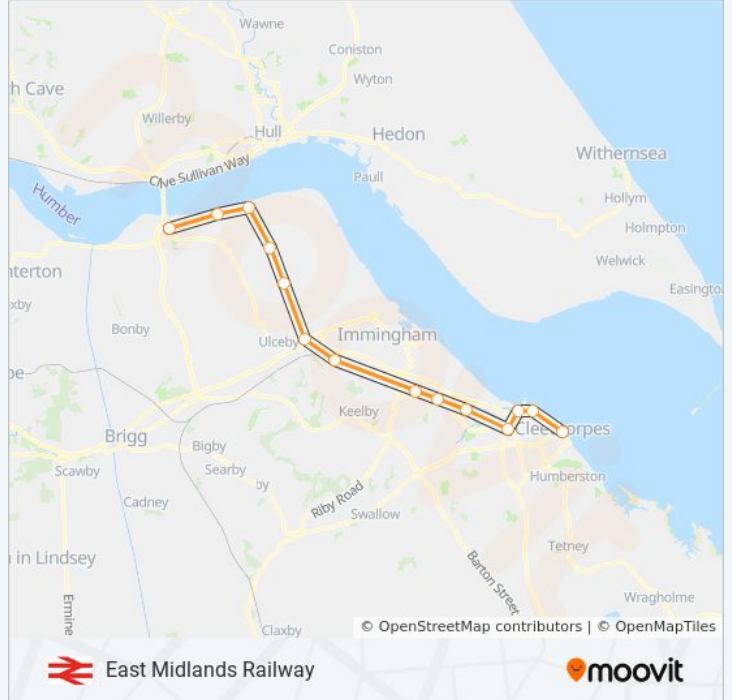 Wawne
Coniston
Wyton
h Cave
Willerby
Hull
Hedon
Withernsea
Clive Sullivan Way
Paull
Humber
Hollym
Holmpton
Welwick
nterton
Easingto
xby
Bonby
Immingham
Ulceby
be
Keelby
Cleethorpes
Brigg
Bigby
Scawby
Searby
by
Humberston
Cadney
Riby Road
Swallow
n in Lindsey
Tetney
Barton Street
Ermine
Wragholme
Claxby
© OpenStreetMap contributors | © OpenMapTiles
East Midlands Railway
moovit